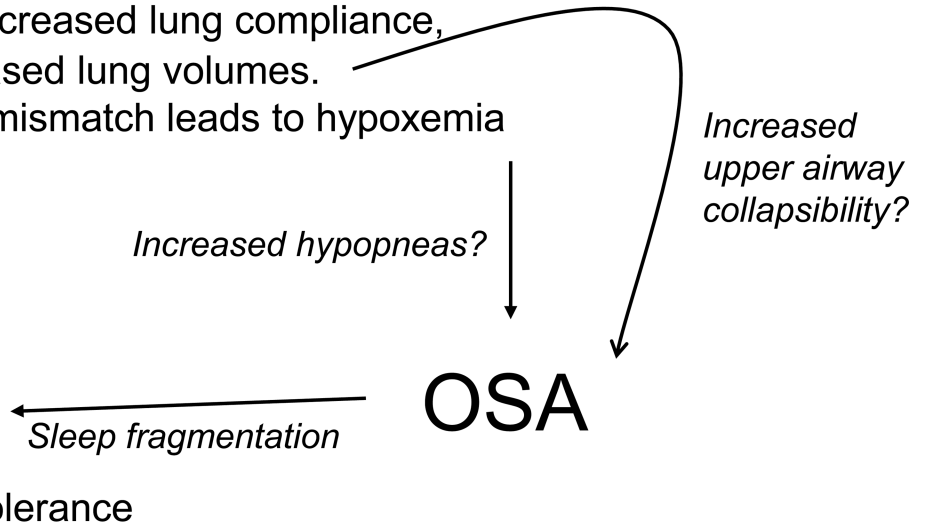 creased lung compliance,
sed lung volumes.
mismatch leads to hypoxemia
Increased
upper airway
collapsibility?
Increased hypopneas?
OSA
Sleep fragmentation
olerance